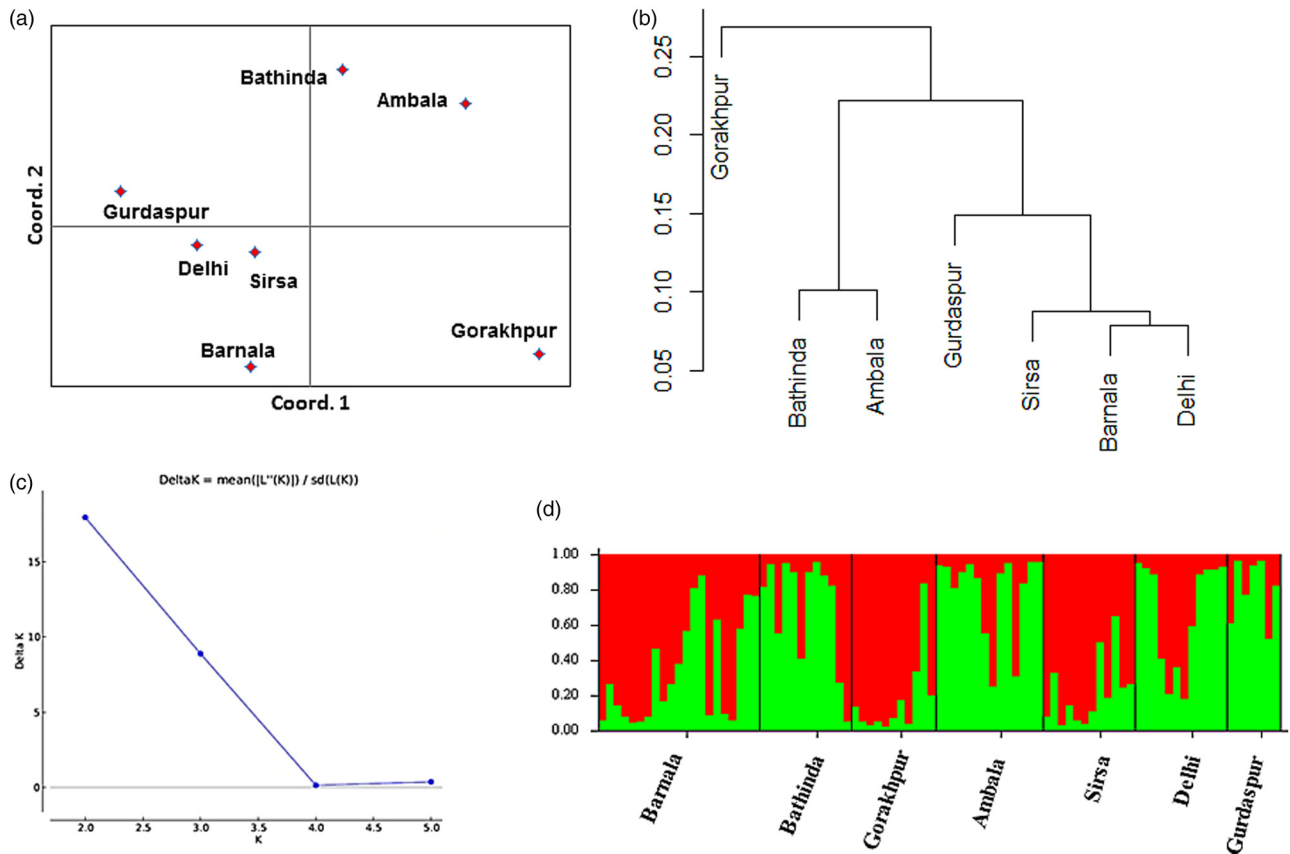 (a)
Bathinda
Ambala
Gurdaspur
Delhi
Sirsa
Barnala
Gorakhpur
Coord. 2
Coord. 1
(b)
0.25
0.20
0.15
0.10
0.05
Gorakhpur
Bathinda
Ambala
Gurdaspur
Sirsa
Barnala
Delhi
(c)
DeltaK = mean(|L"(K)|) / sd(L(K))
Delta K
15
10
5
0
2.0 2.5 3.0 3.5 4.0 4.5 5.0
K
(d)
1.00
0.80
0.60
0.40
0.20
0.00
Barnala
Bathinda
Gorakhpur
Ambala
Sirsa
Delhi
Gurdaspur